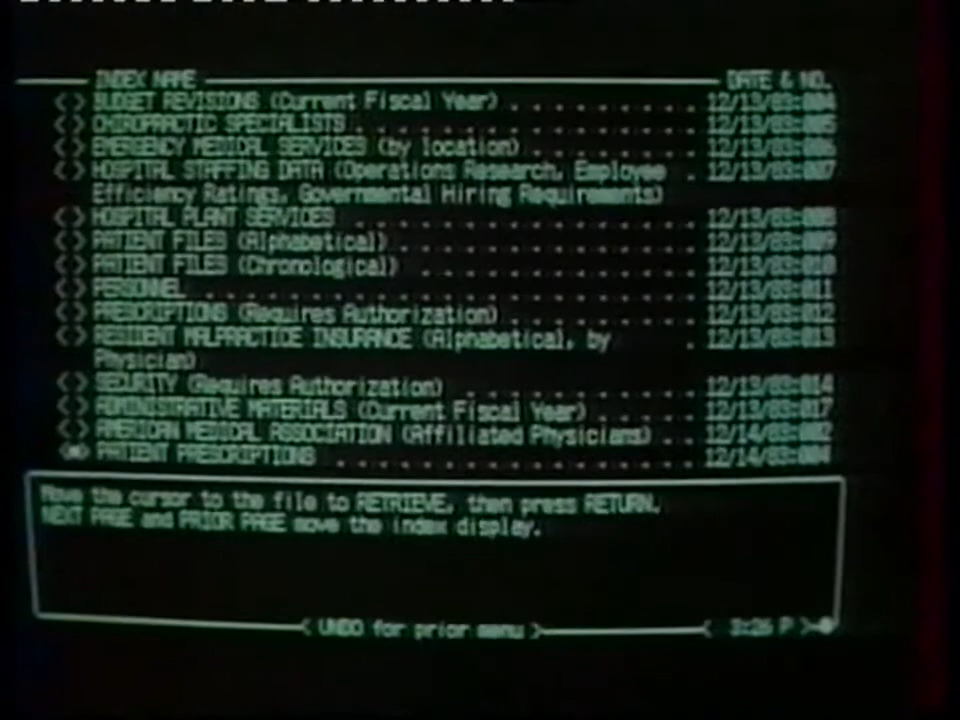 INDEX NAME DATE & NO.
<> BUDGET REVISIONS (Current Fiscal Year) . . . . . . . . . . 12/13/83:004
<> CHIROPRACTIC SPECIALISTS . . . . . . . . . . . . . . . . 12/13/83:005
<> EMERGENCY MEDICAL SERVICES (by location) . . . . . . . . . 12/13/83:006
<> HOSPITAL STAFFING DATA (Operations Research, Employee . 12/13/83:007
Efficiency Ratings, Governmental Hiring Requirements)
<> HOSPITAL PLANT SERVICES . . . . . . . . . . . . . . . . . 12/13/83:008
<> PATIENT FILES (Alphabetical) . . . . . . . . . . . . . . . 12/13/83:009
<> PATIENT FILES (Chronological) . . . . . . . . . . . . . . 12/13/83:010
<> PERSONNEL . . . . . . . . . . . . . . . . . . . . . . . . 12/13/83:011
<> PRESCRIPTIONS (Requires Authorization) . . . . . . . . . . 12/13/83:012
<> RESIDENT MALPRACTICE INSURANCE (Alphabetical, by . 12/13/83:013
Physician)
<> SECURITY (Requires Authorization) . . . . . . . . . . . . 12/13/83:014
<> ADMINISTRATIVE MATERIALS (Current Fiscal Year) . . . . . . 12/13/83:017
<> AMERICAN MEDICAL ASSOCIATION (Affiliated Physicians) . . 12/14/83:002
PATIENT PRESCRIPTIONS . . . . . . . . . . . . . . . . . . 12/14/83:004
Move the cursor to the file to RETRIEVE, then press RETURN.
NEXT PAGE and PRIOR PAGE move the index display.
< UNDO for prior menu > < 3:26 P >